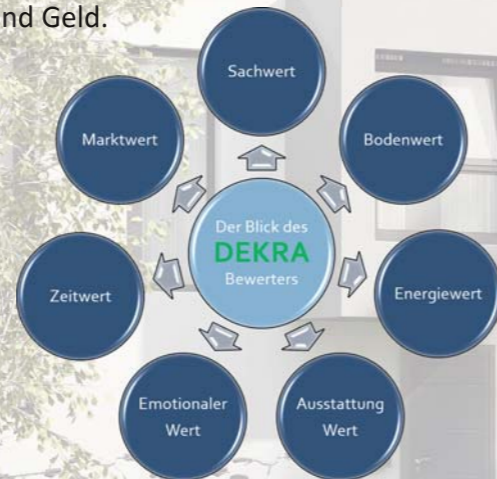 nd Geld.
Sachwert
Marktwert
Bodenwert
Der Blick des
DEKRA
Bewerters
Zeitwert
Energiewert
Emotionaler
Wert
Ausstattung
Wert